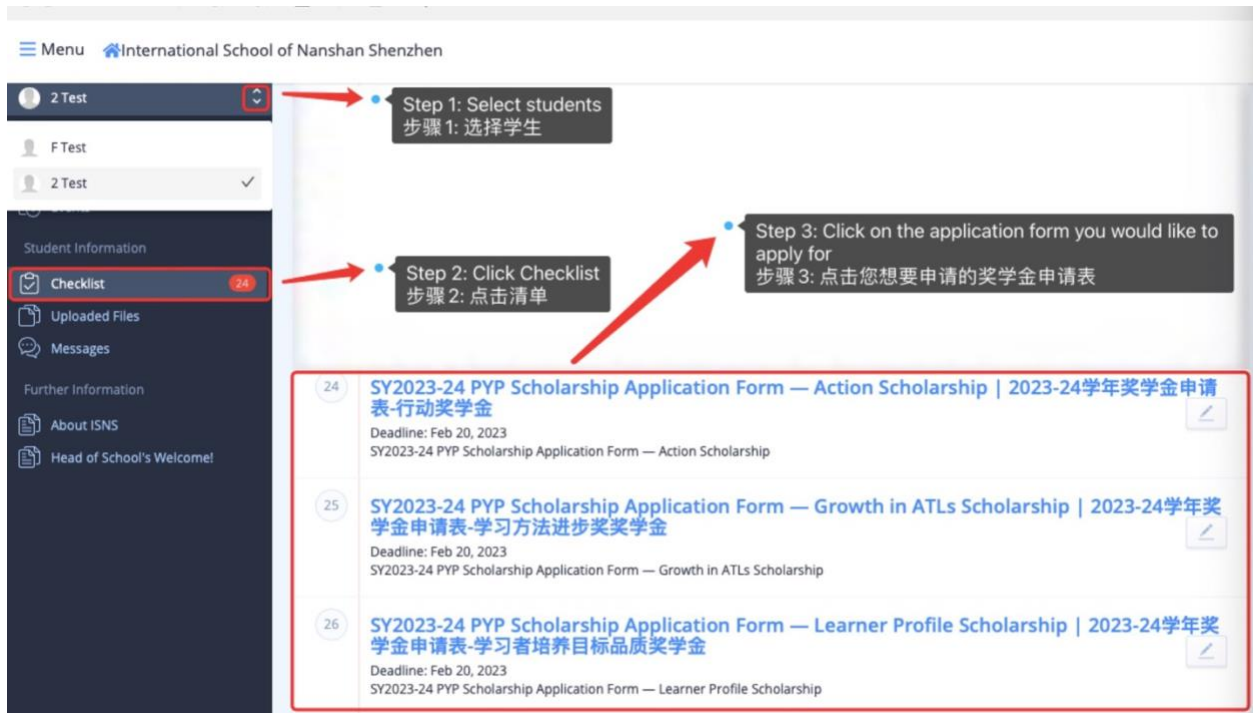 Menu International School of Nanshan Shenzhen
2 Test
F Test
2 Test
Student Information
Checklist 24
Uploaded Files
Messages
Further Information
About ISNS
Head of School's Welcome!
Step 1: Select students
步骤1: 选择学生
Step 2: Click Checklist
步骤2: 点击清单
Step 3: Click on the application form you would like to
apply for
步骤3: 点击您想要申请的奖学金申请表
24
SY2023-24 PYP Scholarship Application Form — Action Scholarship | 2023-24学年奖学金申请
表-行动奖学金
Deadline: Feb 20, 2023
SY2023-24 PYP Scholarship Application Form — Action Scholarship
25
SY2023-24 PYP Scholarship Application Form — Growth in ATLs Scholarship | 2023-24学年奖
学金申请表-学习方法进步奖奖学金
Deadline: Feb 20, 2023
SY2023-24 PYP Scholarship Application Form — Growth in ATLs Scholarship
26
SY2023-24 PYP Scholarship Application Form — Learner Profile Scholarship | 2023-24学年奖
学金申请表-学习者培养目标品质奖学金
Deadline: Feb 20, 2023
SY2023-24 PYP Scholarship Application Form — Learner Profile Scholarship